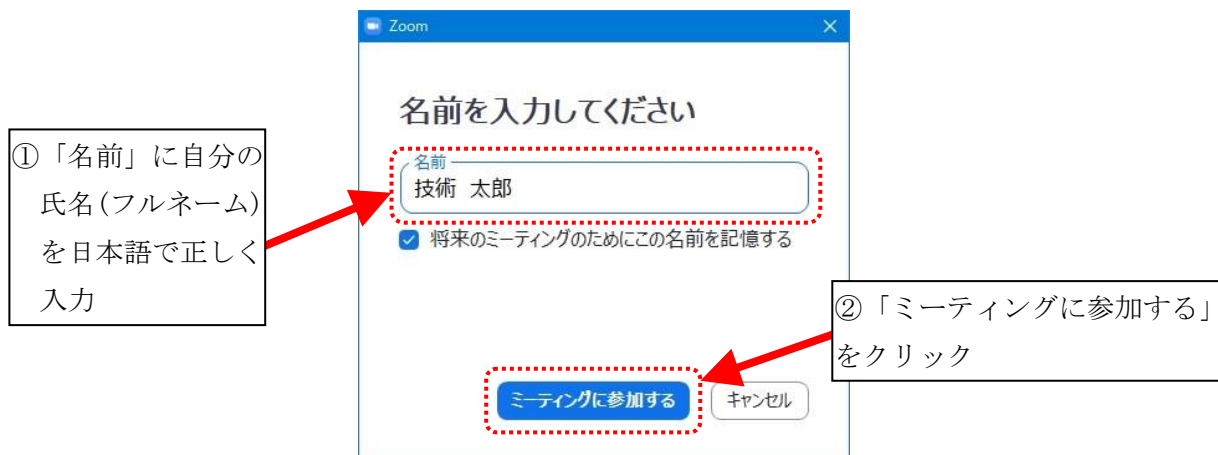 Zoom
名前を入力してください
①「名前」に自分の
氏名(フルネーム)
を日本語で正しく
入力
名前
技術 太郎
将来のミーティングのためにこの名前を記憶する
②「ミーティングに参加する」
をクリック
ミーティングに参加する
キャンセル